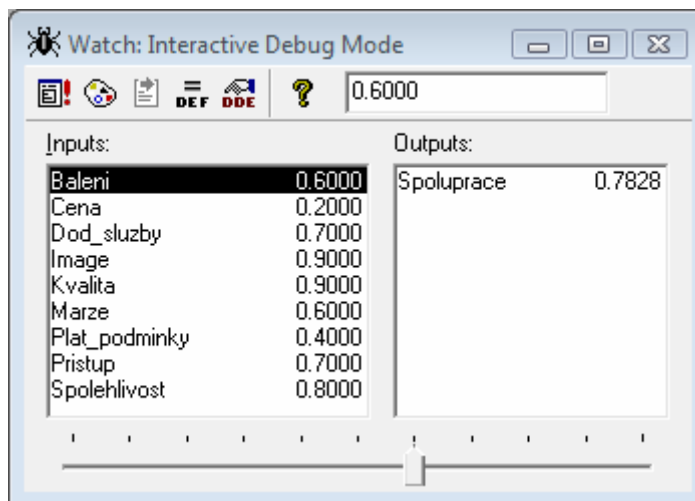 Watch: Interactive Debug Mode
DEF DDE ? 0.6000
Inputs: Outputs:
Baleni 0.6000 Spoluprace 0.7828
Cena 0.2000
Dod_sluzby 0.7000
Image 0.9000
Kvalita 0.9000
Marze 0.6000
Plat_podminky 0.4000
Pristup 0.7000
Spolehlivost 0.8000